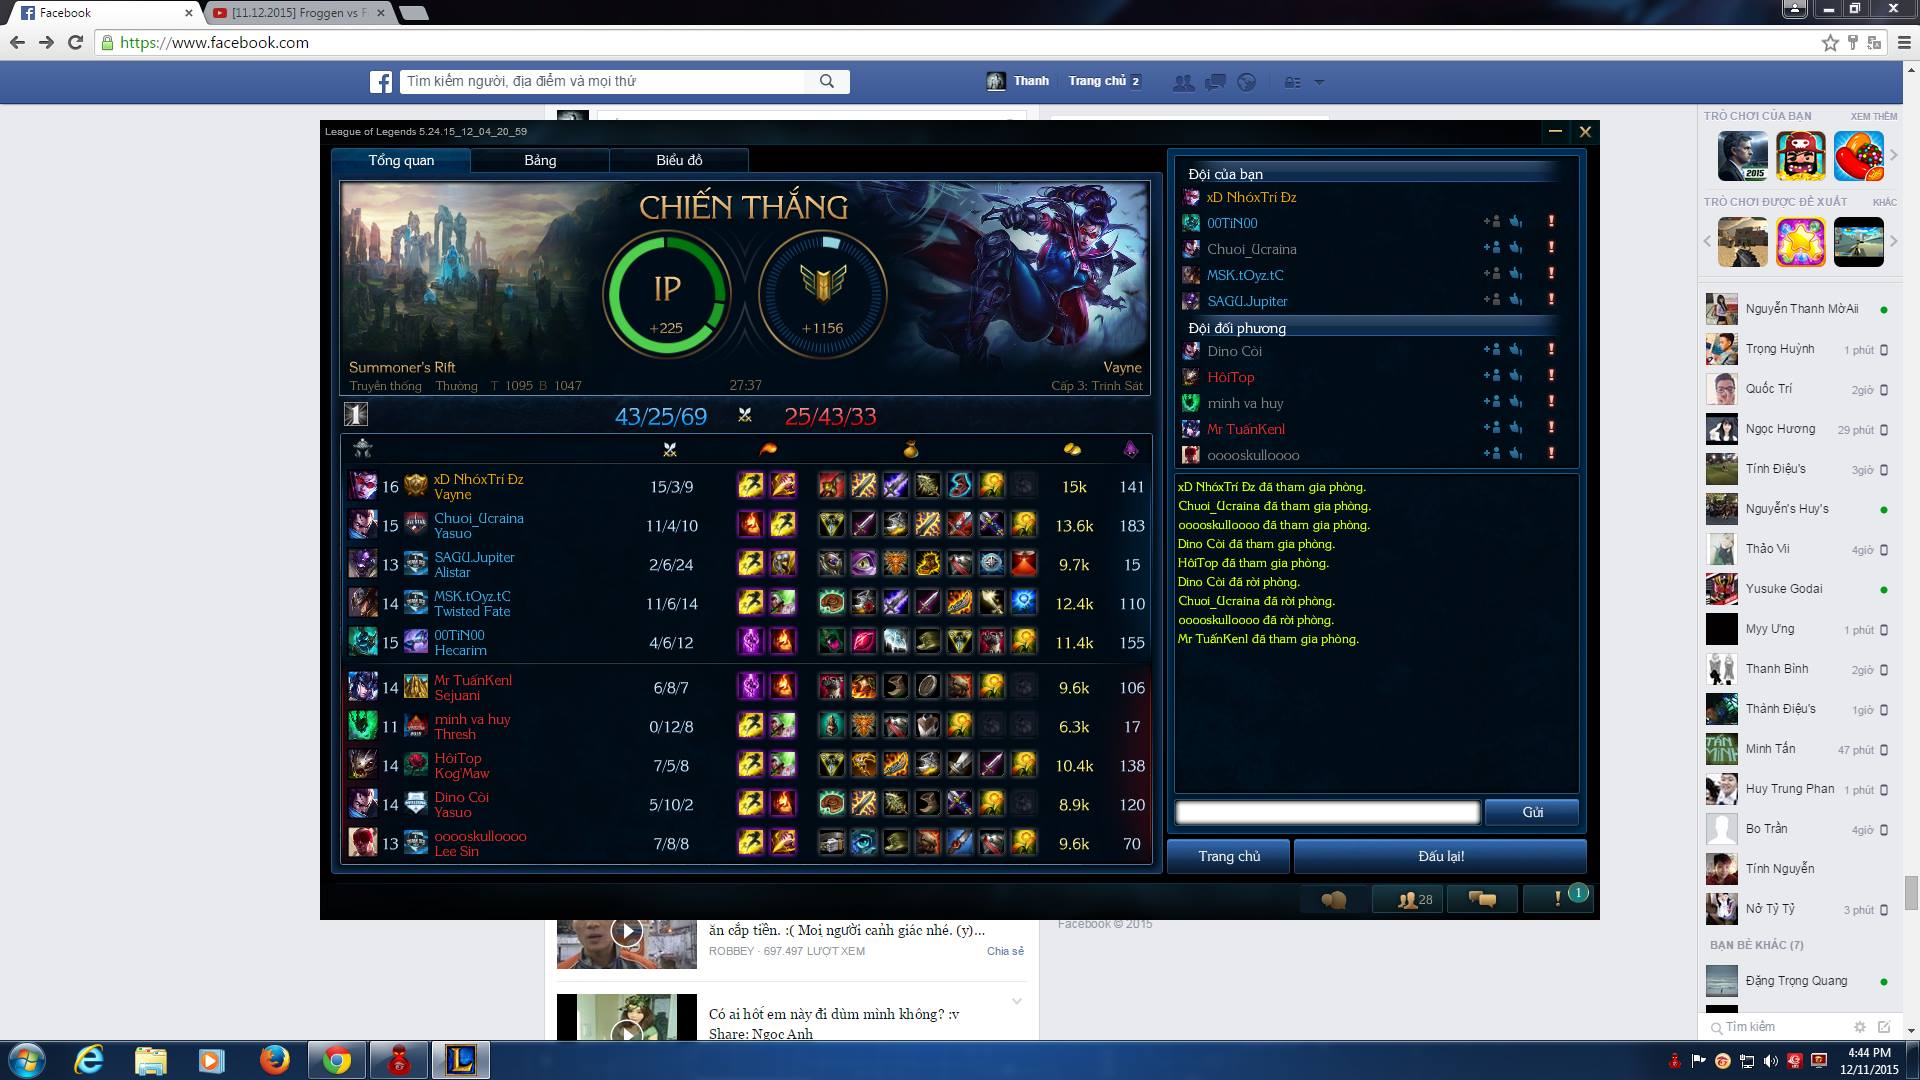 Facebook
[11.12.2015] Froggen vs F
https://www.facebook.com
Tìm kiếm người, địa điểm và mọi thứ
Thanh
Trang chủ 2
League of Legends 5.24.15_12_04_20_59
Tổng quan
Bảng
Biểu đồ
CHIẾN THẮNG
IP
+225
+1156
Summoner's Rift
Vayne
Truyền thống Thường T 1095 B 1047
27:37
Cấp 3: Trinh Sát
1
43/25/69
25/43/33
16 xD NhóxTrí Đz
Vayne
15/3/9
15k
141
15 Chuoi_Ucraina
Yasuo
11/4/10
13.6k
183
13 SAGU.Jupiter
Alistar
2/6/24
9.7k
15
14 MSK.tOyz.tC
Twisted Fate
11/6/14
12.4k
110
15 00TiN00
Hecarim
4/6/12
11.4k
155
14 Mr TuấnKenl
Sejuani
6/8/7
9.6k
106
11 minh va huy
Thresh
0/12/8
6.3k
17
14 HôiTop
Kog'Maw
7/5/8
10.4k
138
14 Dino Còi
Yasuo
5/10/2
8.9k
120
13 ooooskulloooo
Lee Sin
7/8/8
9.6k
70
Đội của bạn
xD NhóxTrí Đz
00TiN00
Chuoi_Ucraina
MSK.tOyz.tC
SAGU.Jupiter
Đội đối phương
Dino Còi
HôiTop
minh va huy
Mr TuấnKenl
ooooskulloooo
xD NhóxTrí Đz đã tham gia phòng.
Chuoi_Ucraina đã tham gia phòng.
ooooskulloooo đã tham gia phòng.
Dino Còi đã tham gia phòng.
HôiTop đã tham gia phòng.
Dino Còi đã rời phòng.
Chuoi_Ucraina đã rời phòng.
ooooskulloooo đã rời phòng.
Mr TuấnKenl đã tham gia phòng.
Gửi
Trang chủ
Đấu lại!
28
1
ăn cắp tiền. :( Mọi người cảnh giác nhé. (y)...
ROBBEY · 697.497 LƯỢT XEM
Chia sẻ
Có ai hốt em này đi dùm mình không? :v
Share: Ngọc Anh
Facebook © 2015
TRÒ CHƠI CỦA BẠN
XEM THÊM
2015
TRÒ CHƠI ĐƯỢC ĐỀ XUẤT
KHÁC
Nguyễn Thanh MờAii
Trọng Huỳnh 1 phút
Quốc Trí 2giờ
Ngọc Hương 29 phút
Tính Điệu's 3giờ
Nguyễn's Huy's
Thảo Vii 4giờ
Yusuke Godai
Myy Ưng 1 phút
Thanh Bình 2giờ
Thánh Điệu's 1giờ
TẤN
MINH
Minh Tấn 47 phút
Huy Trung Phan 1 phút
Bo Trần 4giờ
Tính Nguyễn
Nở Tỷ Tỷ 3 phút
BẠN BÈ KHÁC (7)
Đặng Trọng Quang
Tìm kiếm
4:44 PM
12/11/2015